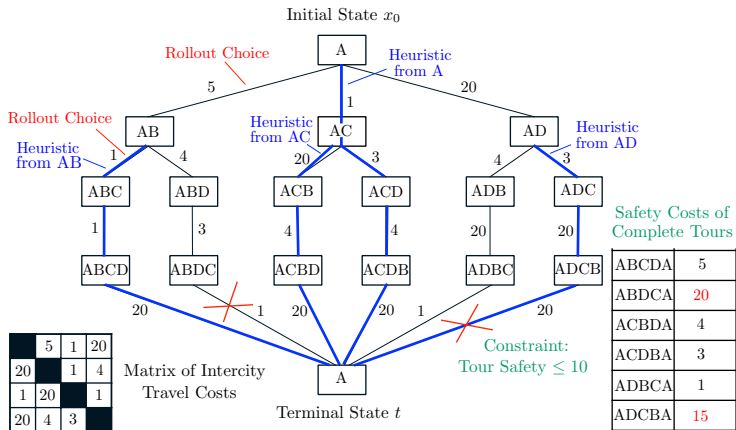 Initial State x₀
A
Rollout Choice
Heuristic
from A
5
1
20
Rollout Choice
AB
Heuristic
from AC
AC
AD
Heuristic
from AB
Heuristic
from AD
1
4
20
3
4
3
ABC
ABD
ACB
ACD
ADB
ADC
1
3
4
4
20
20
ABCD
ABDC
ACBD
ACDB
ADBC
ADCB
20
1
20
20
1
20
A
Terminal State t
Constraint:
Tour Safety ≤ 10
Matrix of Intercity
Travel Costs
5 1 20
20 1 4
1 20 1
20 4 3
Safety Costs of
Complete Tours
ABCDA 5
ABDCA 20
ACBDA 4
ACDBA 3
ADBCA 1
ADCBA 15